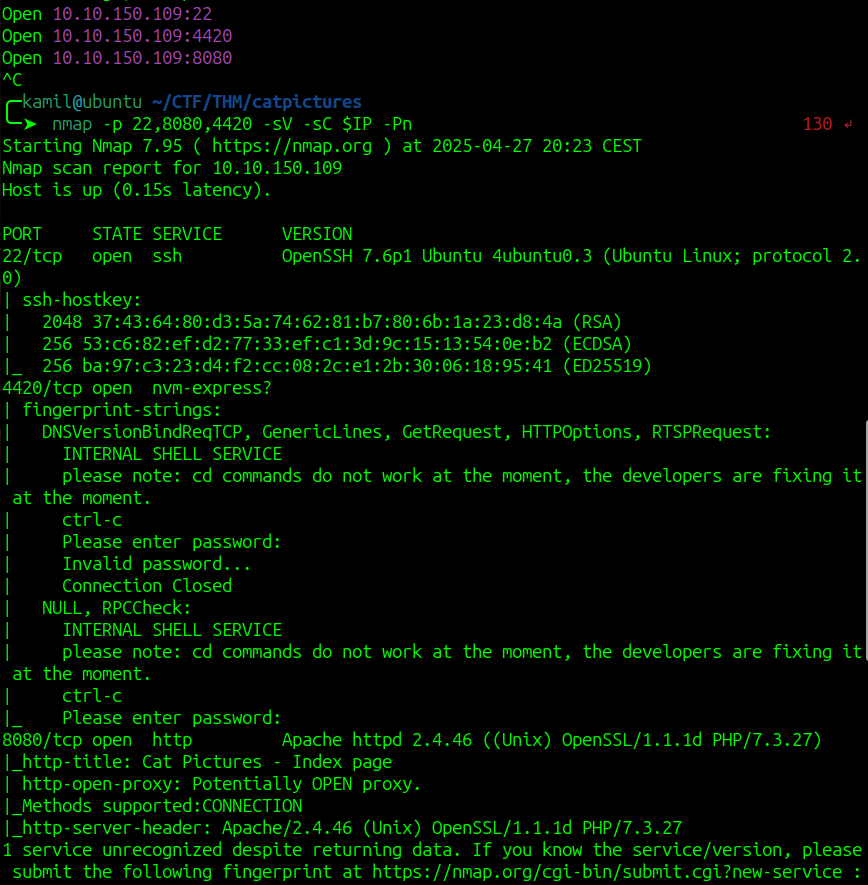 Open 10.10.150.109:22
Open 10.10.150.109:4420
Open 10.10.150.109:8080
^C
kamil@ubuntu ~/CTF/THM/catpictures
nmap -p 22,8080,4420 -sV -sC $IP -Pn 130 ↲
Starting Nmap 7.95 ( https://nmap.org ) at 2025-04-27 20:23 CEST
Nmap scan report for 10.10.150.109
Host is up (0.15s latency).
PORT     STATE SERVICE      VERSION
22/tcp   open  ssh          OpenSSH 7.6p1 Ubuntu 4ubuntu0.3 (Ubuntu Linux; protocol 2.
0)
| ssh-hostkey:
|   2048 37:43:64:80:d3:5a:74:62:81:b7:80:6b:1a:23:d8:4a (RSA)
|   256 53:c6:82:ef:d2:77:33:ef:c1:3d:9c:15:13:54:0e:b2 (ECDSA)
|_  256 ba:97:c3:23:d4:f2:cc:08:2c:e1:2b:30:06:18:95:41 (ED25519)
4420/tcp open  nvm-express?
| fingerprint-strings:
|   DNSVersionBindReqTCP, GenericLines, GetRequest, HTTPOptions, RTSPRequest:
|     INTERNAL SHELL SERVICE
|     please note: cd commands do not work at the moment, the developers are fixing it
 at the moment.
|     ctrl-c
|     Please enter password:
|     Invalid password...
|     Connection Closed
|   NULL, RPCCheck:
|     INTERNAL SHELL SERVICE
|     please note: cd commands do not work at the moment, the developers are fixing it
 at the moment.
|     ctrl-c
|_    Please enter password:
8080/tcp open  http         Apache httpd 2.4.46 ((Unix) OpenSSL/1.1.1d PHP/7.3.27)
|_http-title: Cat Pictures - Index page
| http-open-proxy: Potentially OPEN proxy.
|_Methods supported:CONNECTION
|_http-server-header: Apache/2.4.46 (Unix) OpenSSL/1.1.1d PHP/7.3.27
1 service unrecognized despite returning data. If you know the service/version, please
 submit the following fingerprint at https://nmap.org/cgi-bin/submit.cgi?new-service :